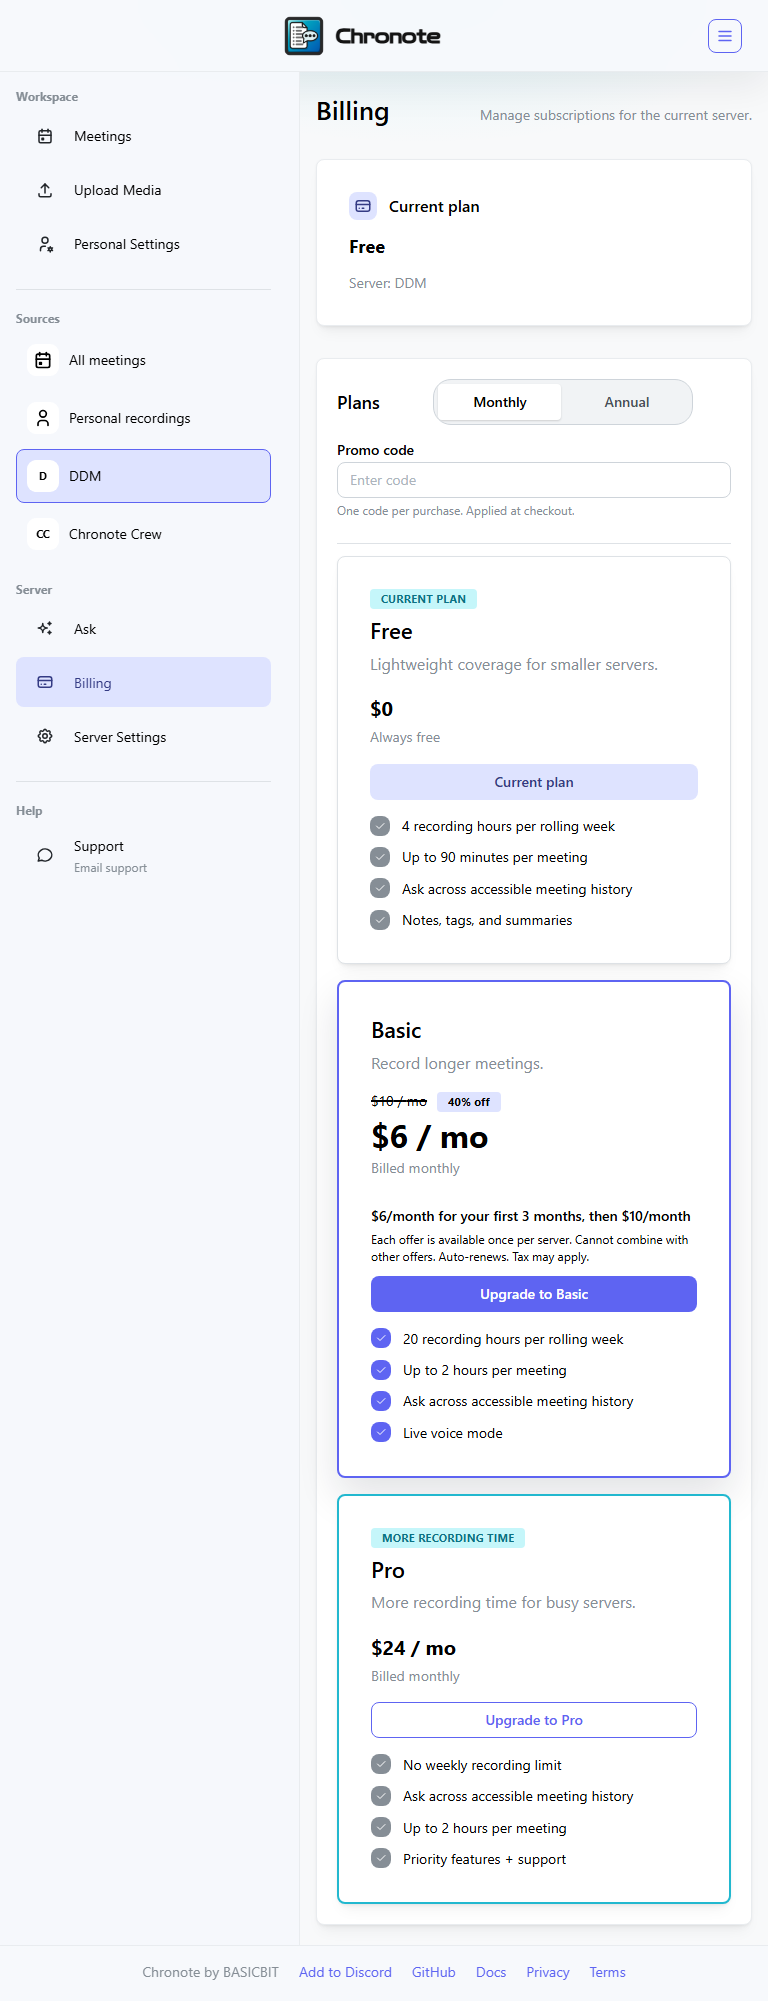 Chronote
Workspace
Meetings
Upload Media
Personal Settings
Sources
All meetings
Personal recordings
D DDM
CC Chronote Crew
Server
Ask
Billing
Server Settings
Help
Support
Email support
Billing
Manage subscriptions for the current server.
Current plan
Free
Server: DDM
Plans
Monthly Annual
Promo code
Enter code
One code per purchase. Applied at checkout.
CURRENT PLAN
Free
Lightweight coverage for smaller servers.
$0
Always free
Current plan
4 recording hours per rolling week
Up to 90 minutes per meeting
Ask across accessible meeting history
Notes, tags, and summaries
Basic
Record longer meetings.
$10 / mo 40% off
$6 / mo
Billed monthly
$6/month for your first 3 months, then $10/month
Each offer is available once per server. Cannot combine with
other offers. Auto-renews. Tax may apply.
Upgrade to Basic
20 recording hours per rolling week
Up to 2 hours per meeting
Ask across accessible meeting history
Live voice mode
MORE RECORDING TIME
Pro
More recording time for busy servers.
$24 / mo
Billed monthly
Upgrade to Pro
No weekly recording limit
Ask across accessible meeting history
Up to 2 hours per meeting
Priority features + support
Chronote by BASICBIT Add to Discord GitHub Docs Privacy Terms